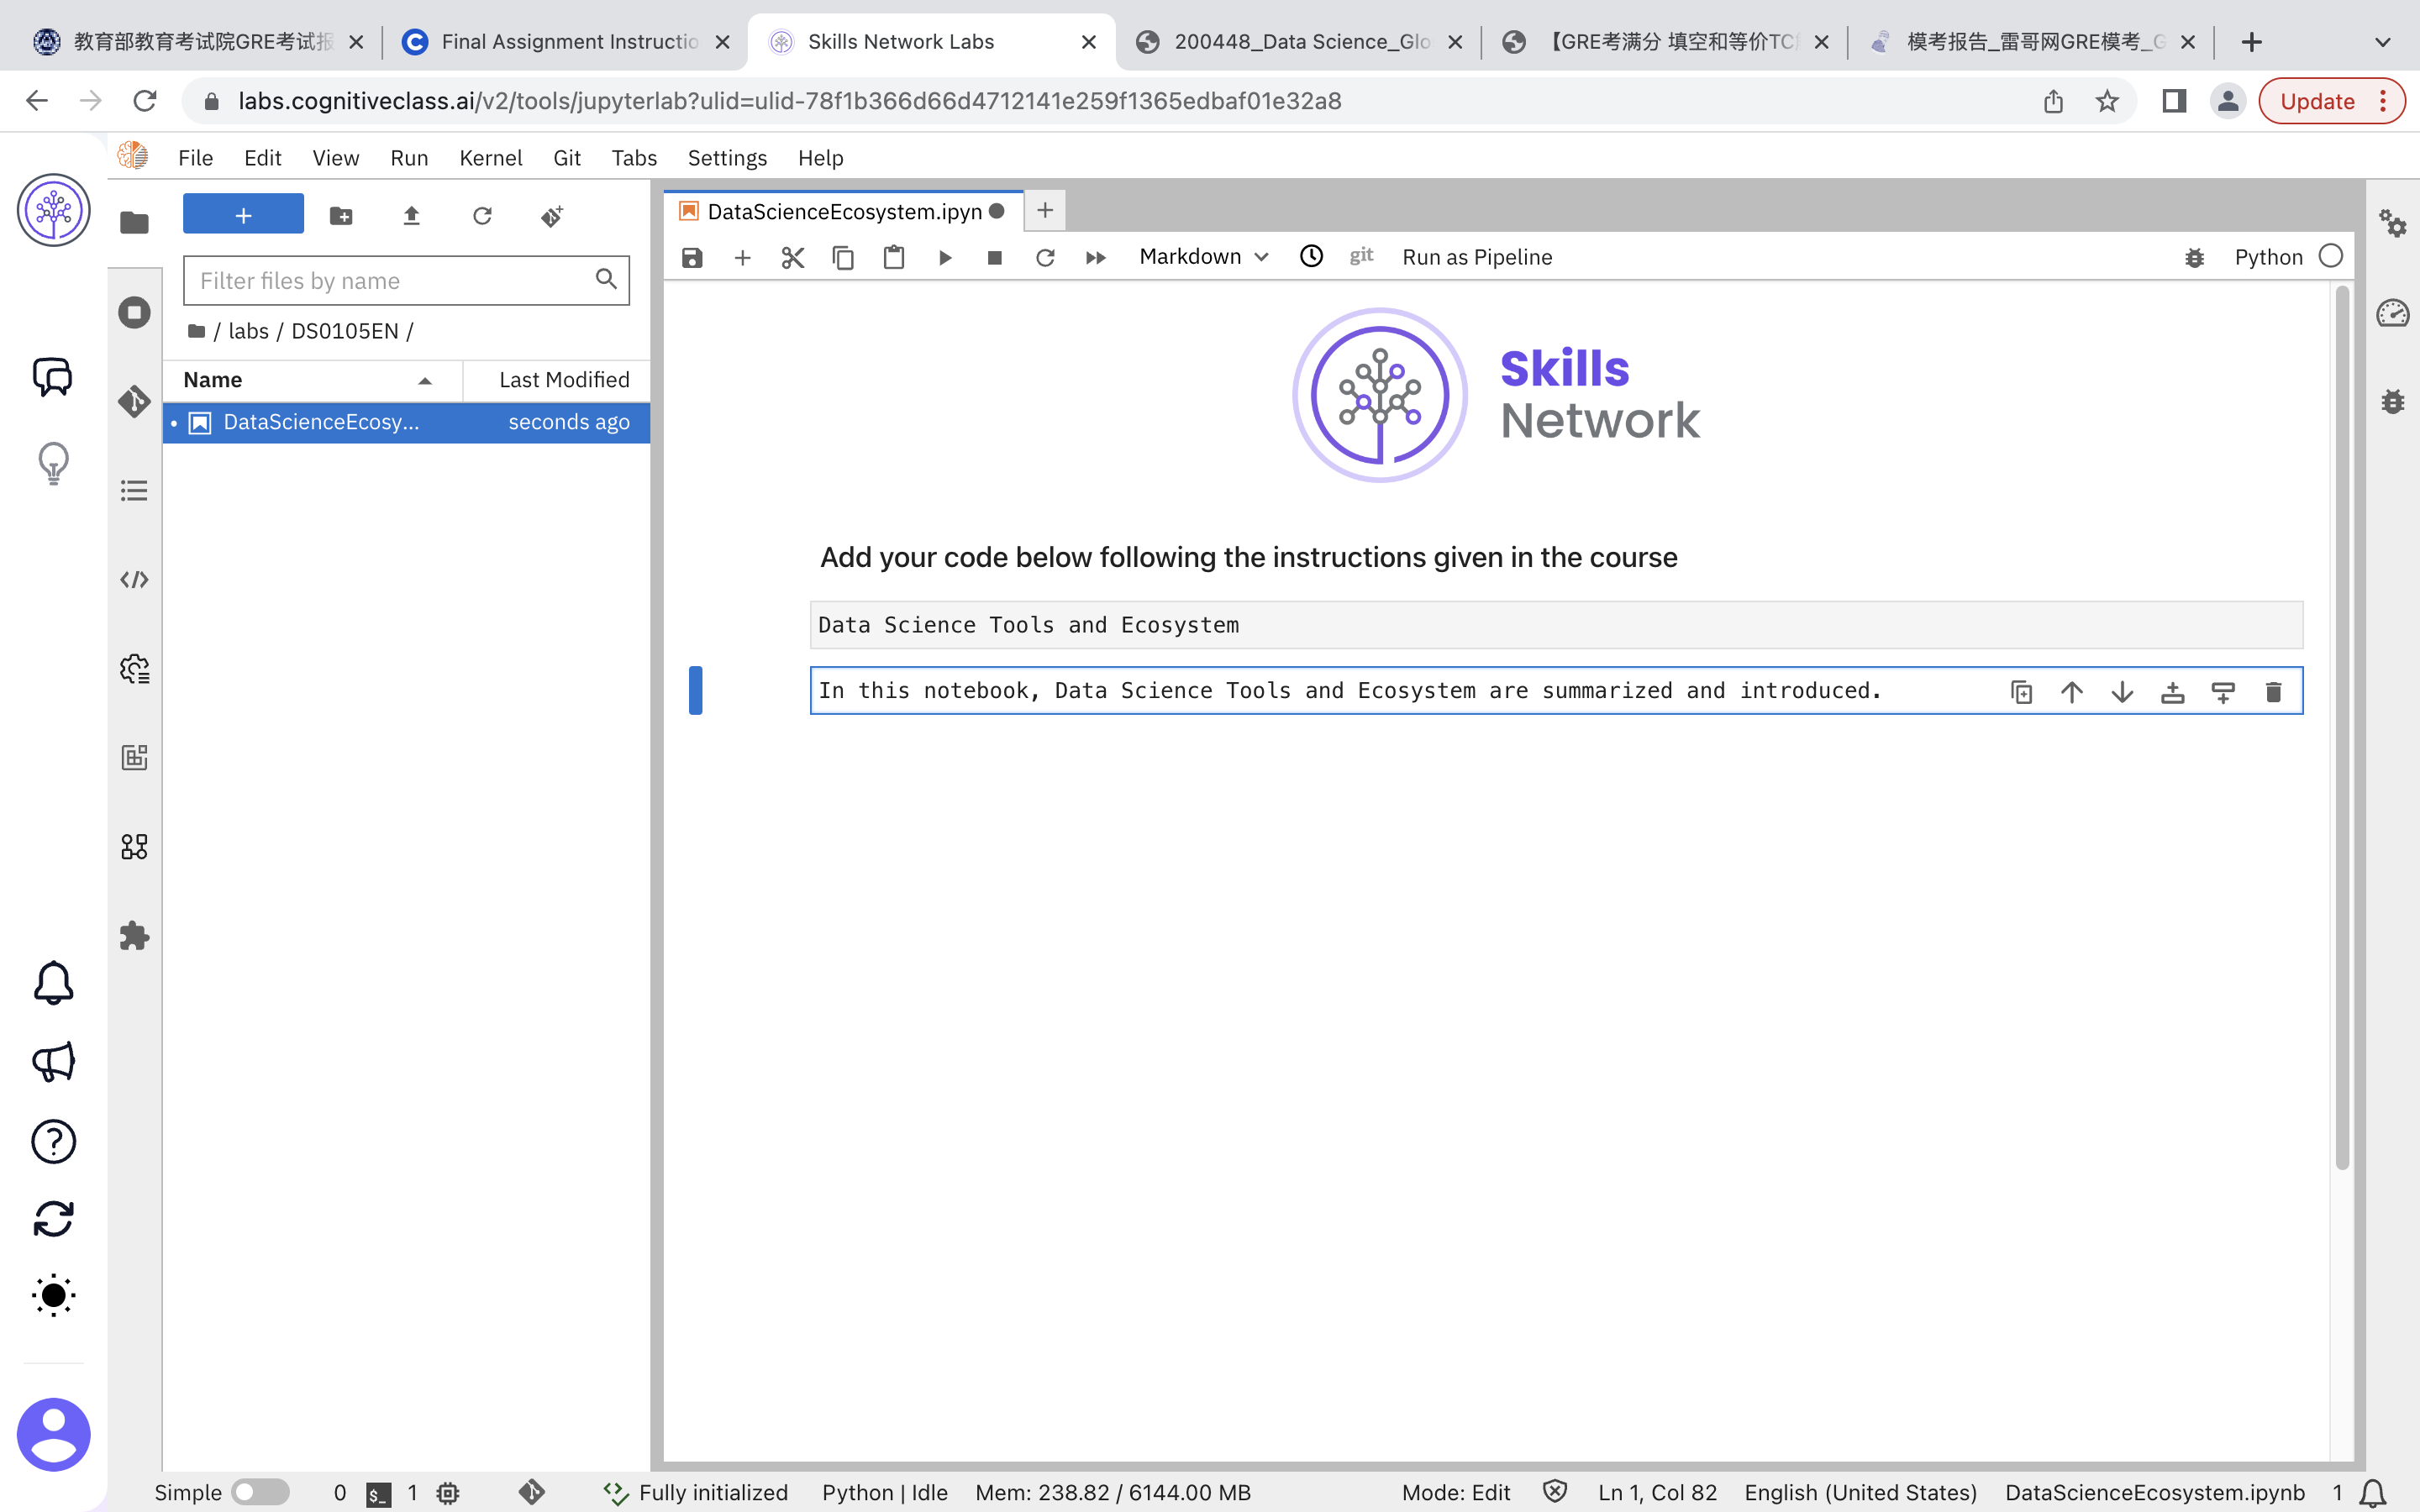 教育部教育考试院GRE考试报
Final Assignment Instructio
Skills Network Labs
200448_Data Science_Glo
【GRE考满分 填空和等价TC
模考报告_雷哥网GRE模考_G
labs.cognitiveclass.ai/v2/tools/jupyterlab?ulid=ulid-78f1b366d66d4712141e259f1365edbaf01e32a8
Update
File Edit View Run Kernel Git Tabs Settings Help
DataScienceEcosystem.ipyn
Markdown
git
Run as Pipeline
Python
Filter files by name
/ labs / DS0105EN /
Name Last Modified
DataScienceEcosy... seconds ago
Skills
Network
Add your code below following the instructions given in the course
Data Science Tools and Ecosystem
In this notebook, Data Science Tools and Ecosystem are summarized and introduced.
Simple 0 $_ 1 Fully initialized Python | Idle Mem: 238.82 / 6144.00 MB Mode: Edit Ln 1, Col 82 English (United States) DataScienceEcosystem.ipynb 1